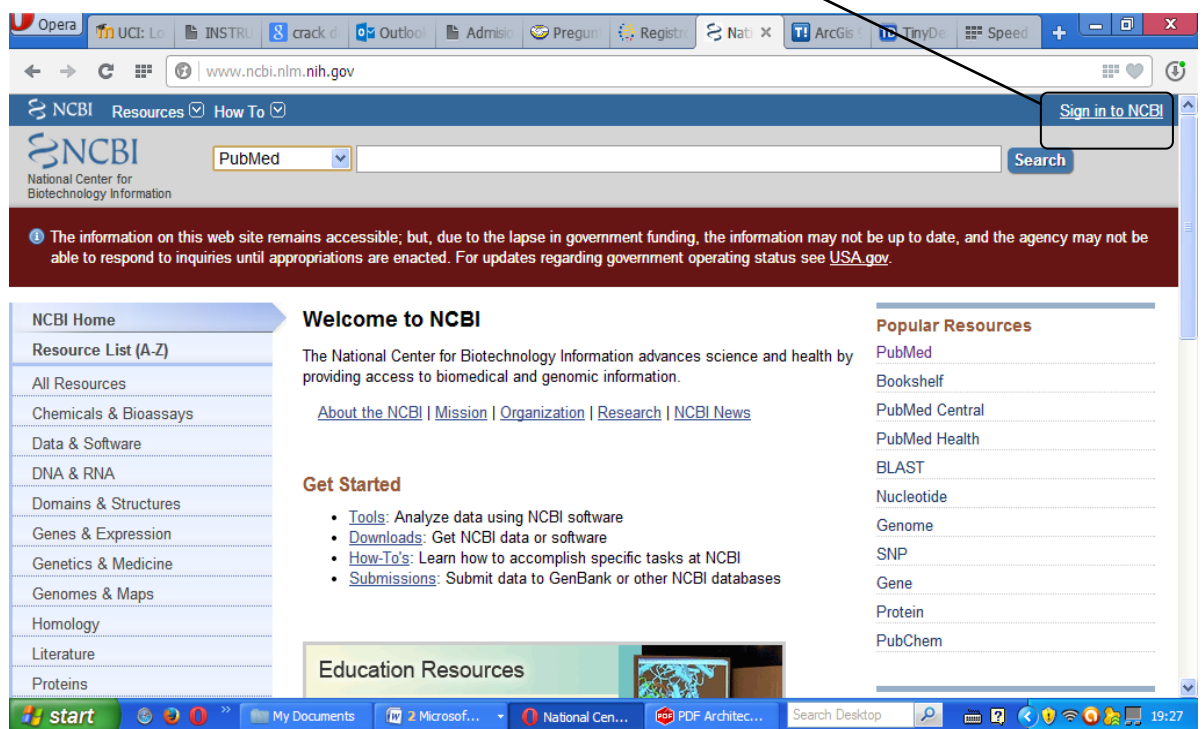 Opera UCI: Lo INSTRU crack d Outlool Admisio Pregun Registro Nati ArcGis TinyDe Speed
www.ncbi.nlm.nih.gov
NCBI Resources How To Sign in to NCBI
NCBI PubMed Search
National Center for
Biotechnology Information
The information on this web site remains accessible; but, due to the lapse in government funding, the information may not be up to date, and the agency may not be
able to respond to inquiries until appropriations are enacted. For updates regarding government operating status see USA.gov.
NCBI Home
Resource List (A-Z)
All Resources
Chemicals & Bioassays
Data & Software
DNA & RNA
Domains & Structures
Genes & Expression
Genetics & Medicine
Genomes & Maps
Homology
Literature
Proteins
Welcome to NCBI
The National Center for Biotechnology Information advances science and health by
providing access to biomedical and genomic information.
About the NCBI | Mission | Organization | Research | NCBI News
Get Started
• Tools: Analyze data using NCBI software
• Downloads: Get NCBI data or software
• How-To's: Learn how to accomplish specific tasks at NCBI
• Submissions: Submit data to GenBank or other NCBI databases
Education Resources
Popular Resources
PubMed
Bookshelf
PubMed Central
PubMed Health
BLAST
Nucleotide
Genome
SNP
Gene
Protein
PubChem
start My Documents 2 Microsof... National Cen... PDF Architec... Search Desktop 19:27